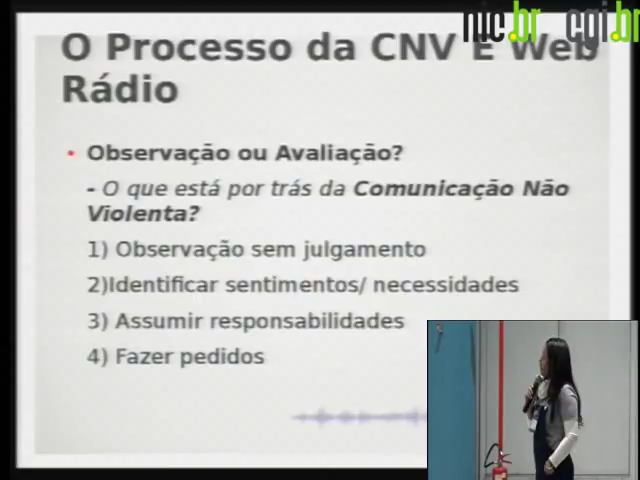 nic.br cgi.br
O Processo da CNV E Web
Rádio
• Observação ou Avaliação?
- O que está por trás da Comunicação Não
Violenta?
1) Observação sem julgamento
2)Identificar sentimentos/ necessidades
3) Assumir responsabilidades
4) Fazer pedidos